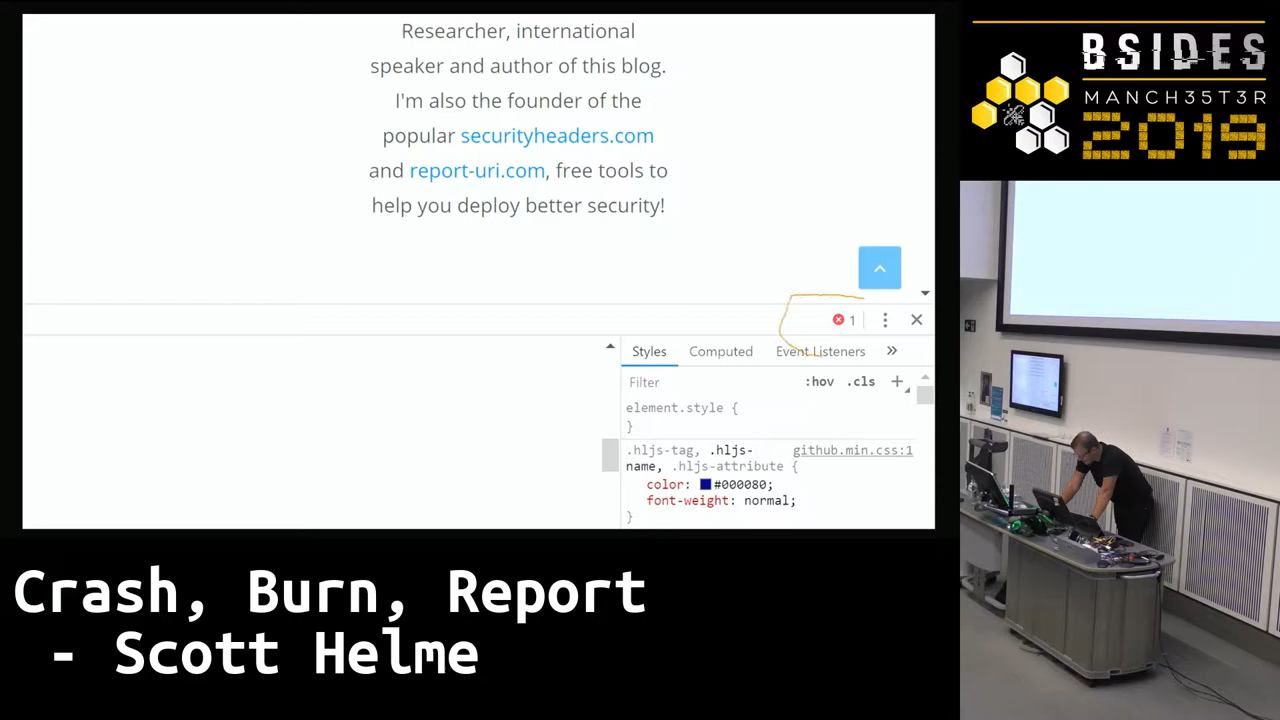 Researcher, international
speaker and author of this blog.
I'm also the founder of the
popular securityheaders.com
and report-uri.com, free tools to
help you deploy better security!
1
Styles Computed Event Listeners »
Filter :hov .cls +
element.style {
}
.hljs-tag, .hljs- github.min.css:1
name, .hljs-attribute {
color: #000080;
font-weight: normal;
}
BSIDES
MANCH35T3R
2019
Crash, Burn, Report
- Scott Helme